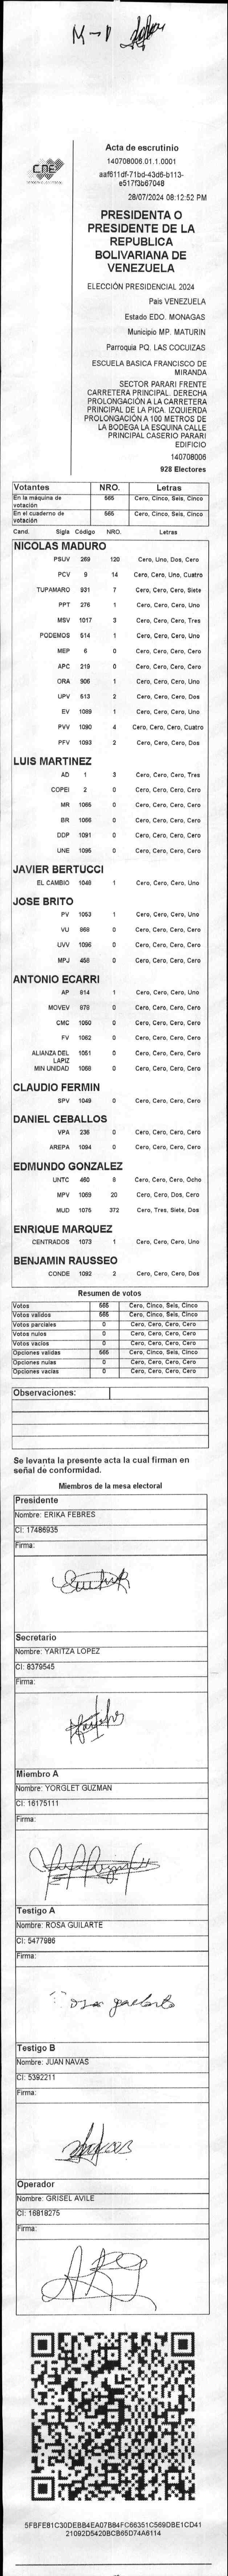 M-1
CNE
Acta de escrutinio
140708006.01.1.0001
aaf611df-71bd-43d6-b113-
e517f3b67048
28/07/2024 08:12:52 PM
PRESIDENTA O
PRESIDENTE DE LA
REPUBLICA
BOLIVARIANA DE
VENEZUELA
ELECCIÓN PRESIDENCIAL 2024
País VENEZUELA
Estado EDO. MONAGAS
Municipio MP. MATURIN
Parroquia PQ. LAS COCUIZAS
ESCUELA BASICA FRANCISCO DE
MIRANDA
SECTOR PARARI FRENTE
CARRETERA PRINCIPAL. DERECHA
PROLONGACIÓN A LA CARRETERA
PRINCIPAL DE LA PICA. IZQUIERDA
PROLONGACIÓN A 100 METROS DE
LA BODEGA LA ESQUINA CALLE
PRINCIPAL CASERIO PARARI
EDIFICIO
140708006
928 Electores
Votantes NRO. Letras
En la máquina de votación 565 Cero, Cinco, Seis, Cinco
En el cuaderno de votación 565 Cero, Cinco, Seis, Cinco
Cand. Sigla Código NRO. Letras
NICOLAS MADURO
PSUV 269 120 Cero, Uno, Dos, Cero
PCV 9 14 Cero, Cero, Uno, Cuatro
TUPAMARO 931 7 Cero, Cero, Cero, Siete
PPT 276 1 Cero, Cero, Cero, Uno
MSV 1017 3 Cero, Cero, Cero, Tres
PODEMOS 514 1 Cero, Cero, Cero, Uno
MEP 6 0 Cero, Cero, Cero, Cero
APC 219 0 Cero, Cero, Cero, Cero
ORA 906 1 Cero, Cero, Cero, Uno
UPV 513 2 Cero, Cero, Cero, Dos
EV 1089 1 Cero, Cero, Cero, Uno
PVV 1090 4 Cero, Cero, Cero, Cuatro
PFV 1093 2 Cero, Cero, Cero, Dos
LUIS MARTINEZ
AD 1 3 Cero, Cero, Cero, Tres
COPEI 2 0 Cero, Cero, Cero, Cero
MR 1065 0 Cero, Cero, Cero, Cero
BR 1066 0 Cero, Cero, Cero, Cero
DDP 1091 0 Cero, Cero, Cero, Cero
UNE 1095 0 Cero, Cero, Cero, Cero
JAVIER BERTUCCI
EL CAMBIO 1048 1 Cero, Cero, Cero, Uno
JOSE BRITO
PV 1053 1 Cero, Cero, Cero, Uno
VU 868 0 Cero, Cero, Cero, Cero
UVV 1096 0 Cero, Cero, Cero, Cero
MPJ 458 0 Cero, Cero, Cero, Cero
ANTONIO ECARRI
AP 814 1 Cero, Cero, Cero, Uno
MOVEV 878 0 Cero, Cero, Cero, Cero
CMC 1050 0 Cero, Cero, Cero, Cero
FV 1062 0 Cero, Cero, Cero, Cero
ALIANZA DEL LAPIZ 1051 0 Cero, Cero, Cero, Cero
MIN UNIDAD 1058 0 Cero, Cero, Cero, Cero
CLAUDIO FERMIN
SPV 1049 0 Cero, Cero, Cero, Cero
DANIEL CEBALLOS
VPA 236 0 Cero, Cero, Cero, Cero
AREPA 1094 0 Cero, Cero, Cero, Cero
EDMUNDO GONZALEZ
UNTC 460 8 Cero, Cero, Cero, Ocho
MPV 1069 20 Cero, Cero, Dos, Cero
MUD 1075 372 Cero, Tres, Siete, Dos
ENRIQUE MARQUEZ
CENTRADOS 1073 1 Cero, Cero, Cero, Uno
BENJAMIN RAUSSEO
CONDE 1092 2 Cero, Cero, Cero, Dos
Resumen de votos
Votos 565 Cero, Cinco, Seis, Cinco
Votos validos 565 Cero, Cinco, Seis, Cinco
Votos parciales 0 Cero, Cero, Cero, Cero
Votos nulos 0 Cero, Cero, Cero, Cero
Votos vacíos 0 Cero, Cero, Cero, Cero
Opciones validas 565 Cero, Cinco, Seis, Cinco
Opciones nulas 0 Cero, Cero, Cero, Cero
Opciones vacías 0 Cero, Cero, Cero, Cero
Observaciones:
Se levanta la presente acta la cual firman en
señal de conformidad.
Miembros de la mesa electoral
Presidente
Nombre: ERIKA FEBRES
CI: 17486935
Firma:
Secretario
Nombre: YARITZA LOPEZ
CI: 8379545
Firma:
Miembro A
Nombre: YORGLET GUZMAN
CI: 16175111
Firma:
Testigo A
Nombre: ROSA GUILARTE
CI: 5477986
Firma:
Rosa guilarte
Testigo B
Nombre: JUAN NAVAS
CI: 5392211
Firma:
Operador
Nombre: GRISEL AVILE
CI: 16818275
Firma:
5FBFE81C30DEBB4EA07B84FC66351C569DBE1CD41
21092D5420BCB65D74A6114